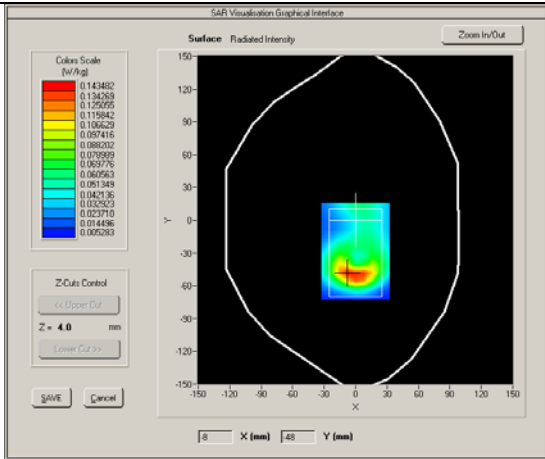 SAR Visualisation Graphical Interface
Surface Radiated Intensity
Zoom In/Out
Colors Scale
(W/kg)
0.143482
0.134269
0.125055
0.115842
0.106629
0.097416
0.088202
0.078989
0.069776
0.060563
0.051349
0.042136
0.032923
0.023710
0.014496
0.005283
150
120
90
60
30
0
-30
-60
-90
-120
-150
Y
-150 -120 -90 -60 -30 0 30 60 90 120 150
X
Z-Cuts Control
<< Upper Cut
Z = 4.0 mm
Lower Cut >>
SAVE Cancel
-8 X (mm) -48 Y (mm)